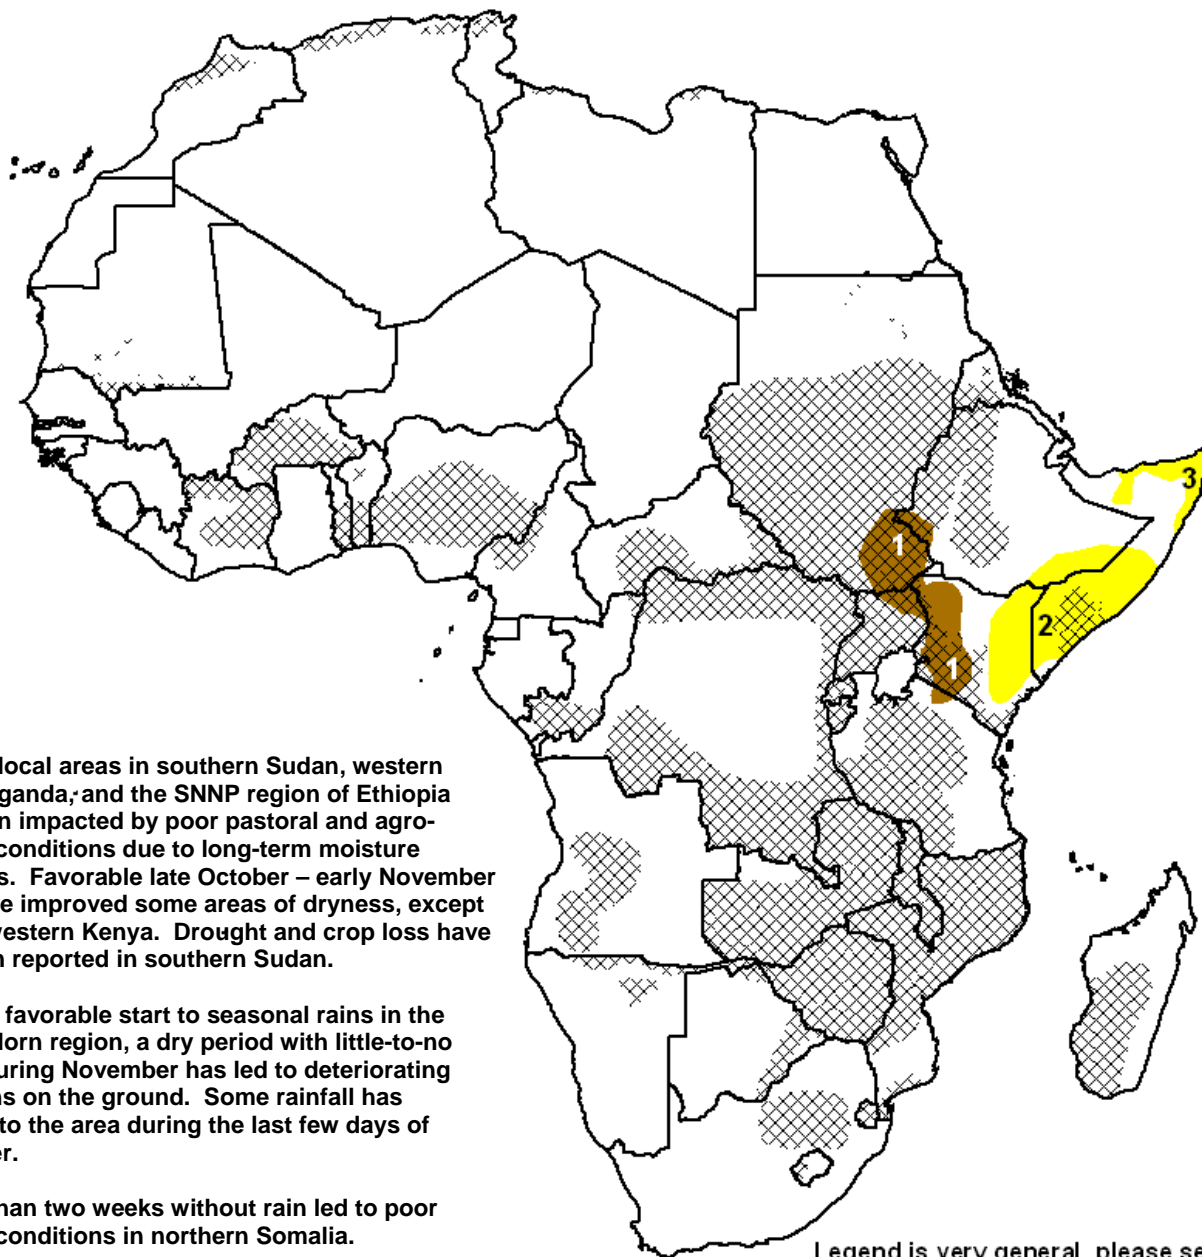 local areas in southern Sudan, western
ganda, and the SNNP region of Ethiopia
n impacted by poor pastoral and agro-
conditions due to long-term moisture
s. Favorable late October – early November
e improved some areas of dryness, except
western Kenya. Drought and crop loss have
n reported in southern Sudan.
favorable start to seasonal rains in the
Horn region, a dry period with little-to-no
uring November has led to deteriorating
ns on the ground. Some rainfall has
to the area during the last few days of
er.
han two weeks without rain led to poor
conditions in northern Somalia.
3
1
2
1
Legend is very general, please se